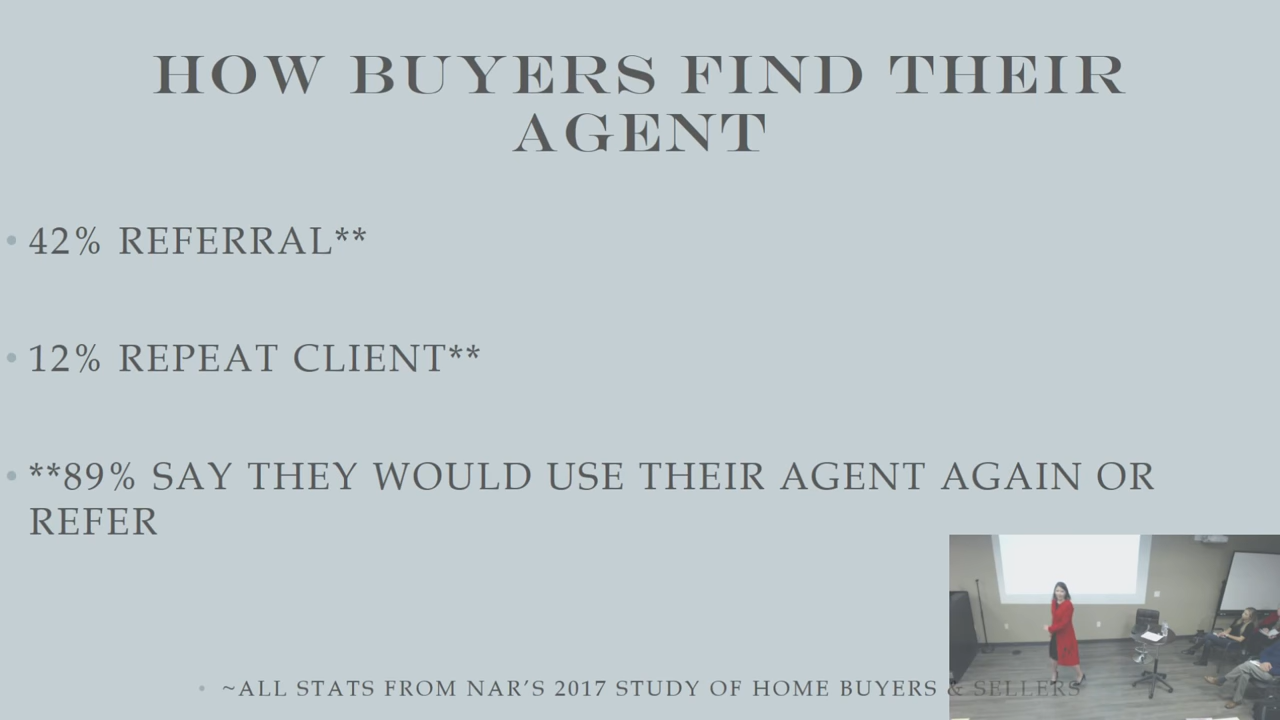 HOW BUYERS FIND THEIR
AGENT
• 42% REFERRAL**
• 12% REPEAT CLIENT**
• **89% SAY THEY WOULD USE THEIR AGENT AGAIN OR
REFER
• ~ALL STATS FROM NAR'S 2017 STUDY OF HOME BUYERS & SELLERS